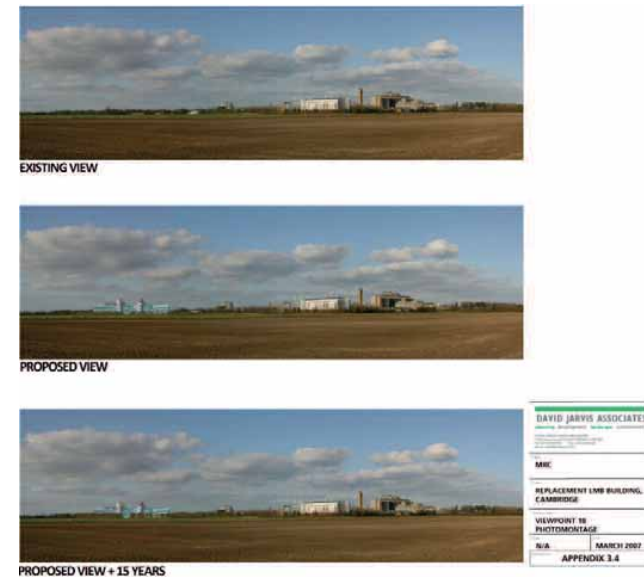 EXISTING VIEW
PROPOSED VIEW
PROPOSED VIEW + 15 YEARS
DAVID JARVIS ASSOCIATES
MRC
REPLACEMENT LMB BUILDING,
CAMBRIDGE
VIEWPOINT 18
PHOTOMONTAGE
N/A
MARCH 2007
APPENDIX 3.4